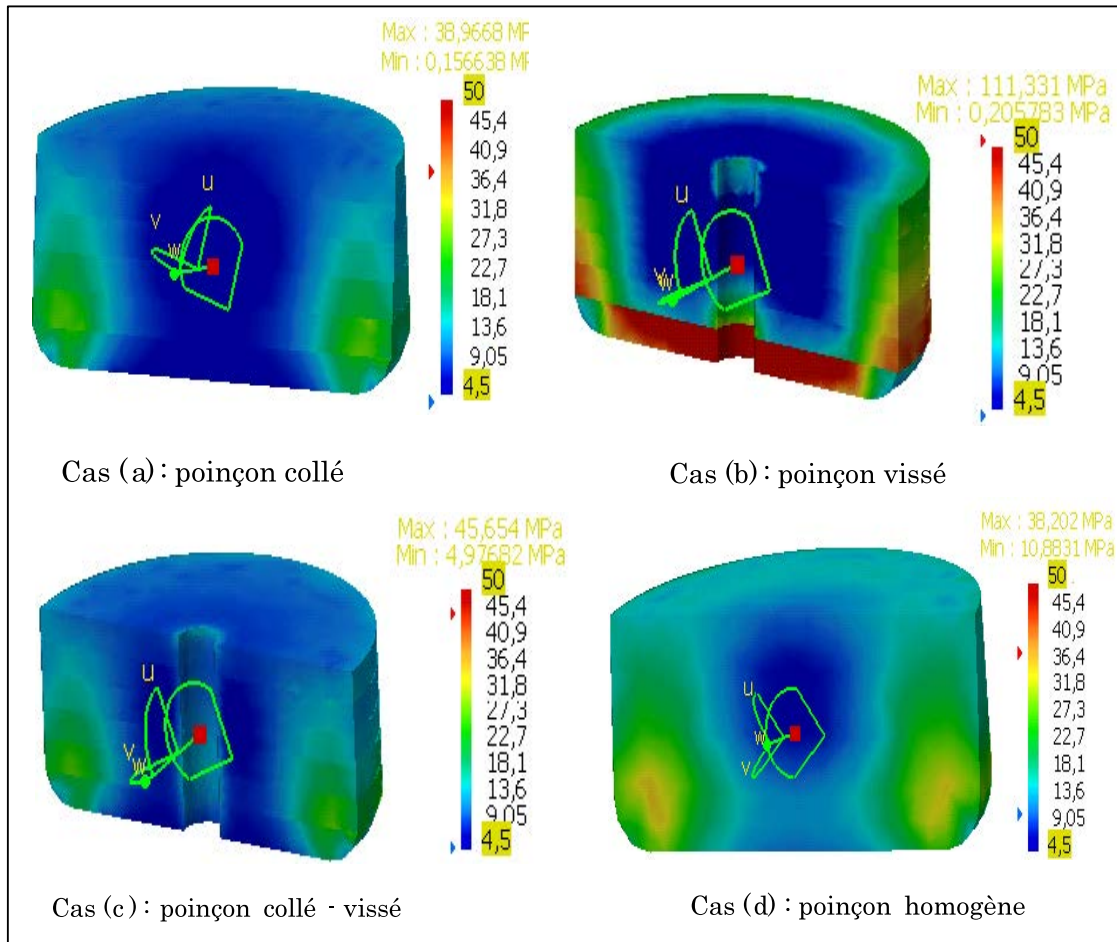 Max : 38,9668 MP
Min : 0,156638 MP
50
45,4
40,9
36,4
31,8
27,3
22,7
18,1
13,6
9,05
4,5
u
v
w
Cas (a) : poinçon collé
Max : 111,331 MPa
Min : 0,205783 MPa
50
45,4
40,9
36,4
31,8
27,3
22,7
18,1
13,6
9,05
4,5
u
v
w
Cas (b) : poinçon vissé
Max : 45,654 MPa
Min : 4,97682 MPa
50
45,4
40,9
36,4
31,8
27,3
22,7
18,1
13,6
9,05
4,5
u
v
w
Cas (c) : poinçon collé - vissé
Max : 38,202 MPa
Min : 10,8831 MPa
50
45,4
40,9
36,4
31,8
27,3
22,7
18,1
13,6
9,05
4,5
u
w
v
Cas (d) : poinçon homogène